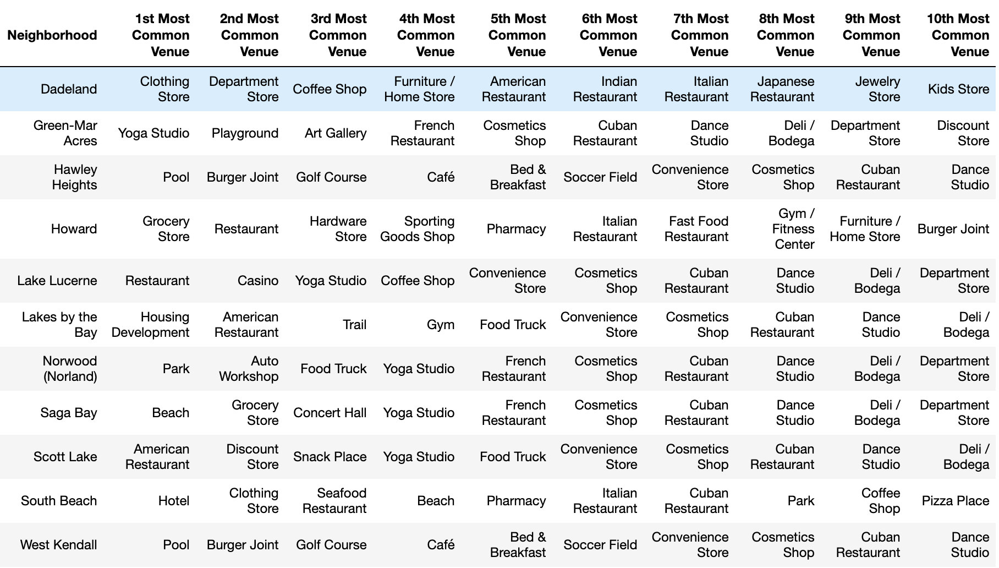 Neighborhood 1st Most Common Venue 2nd Most Common Venue 3rd Most Common Venue 4th Most Common Venue 5th Most Common Venue 6th Most Common Venue 7th Most Common Venue 8th Most Common Venue 9th Most Common Venue 10th Most Common Venue
Dadeland Clothing Store Department Store Coffee Shop Furniture / Home Store American Restaurant Indian Restaurant Italian Restaurant Japanese Restaurant Jewelry Store Kids Store
Green-Mar Acres Yoga Studio Playground Art Gallery French Restaurant Cosmetics Shop Cuban Restaurant Dance Studio Deli / Bodega Department Store Discount Store
Hawley Heights Pool Burger Joint Golf Course Café Bed & Breakfast Soccer Field Convenience Store Cosmetics Shop Cuban Restaurant Dance Studio
Howard Grocery Store Restaurant Hardware Store Sporting Goods Shop Pharmacy Italian Restaurant Fast Food Restaurant Gym / Fitness Center Furniture / Home Store Burger Joint
Lake Lucerne Restaurant Casino Yoga Studio Coffee Shop Convenience Store Cosmetics Shop Cuban Restaurant Dance Studio Deli / Bodega Department Store
Lakes by the Bay Housing Development American Restaurant Trail Gym Food Truck Convenience Store Cosmetics Shop Cuban Restaurant Dance Studio Deli / Bodega
Norwood (Norland) Park Auto Workshop Food Truck Yoga Studio French Restaurant Cosmetics Shop Cuban Restaurant Dance Studio Deli / Bodega Department Store
Saga Bay Beach Grocery Store Concert Hall Yoga Studio French Restaurant Cosmetics Shop Cuban Restaurant Dance Studio Deli / Bodega Department Store
Scott Lake American Restaurant Discount Store Snack Place Yoga Studio Food Truck Convenience Store Cosmetics Shop Cuban Restaurant Dance Studio Deli / Bodega
South Beach Hotel Clothing Store Seafood Restaurant Beach Pharmacy Italian Restaurant Cuban Restaurant Park Coffee Shop Pizza Place
West Kendall Pool Burger Joint Golf Course Café Bed & Breakfast Soccer Field Convenience Store Cosmetics Shop Cuban Restaurant Dance Studio